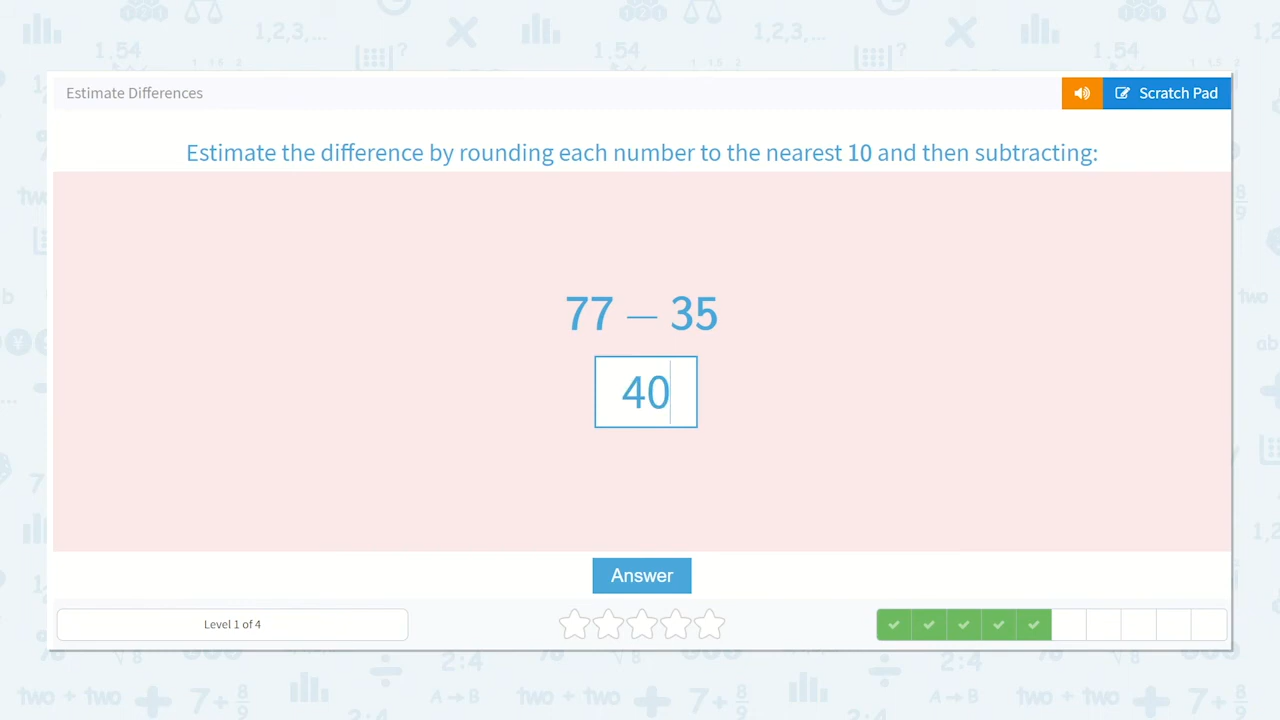 Estimate Differences
Scratch Pad
Estimate the difference by rounding each number to the nearest 10 and then subtracting:
77 – 35
40
Answer
Level 1 of 4